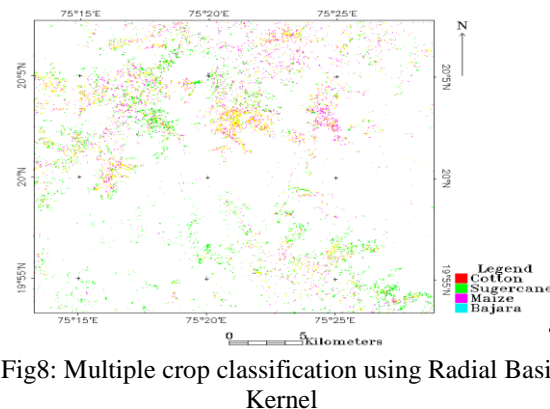 75°15'E 75°20'E 75°25'E
N
20°5'N 20°5'N
20°N 20°N
19°55'N 19°55'N
Legend
Cotton
Sugercane
Maize
Bajara
75°15'E 75°20'E 75°25'E
0 5
Kilometers
Fig8: Multiple crop classification using Radial Basi
Kernel